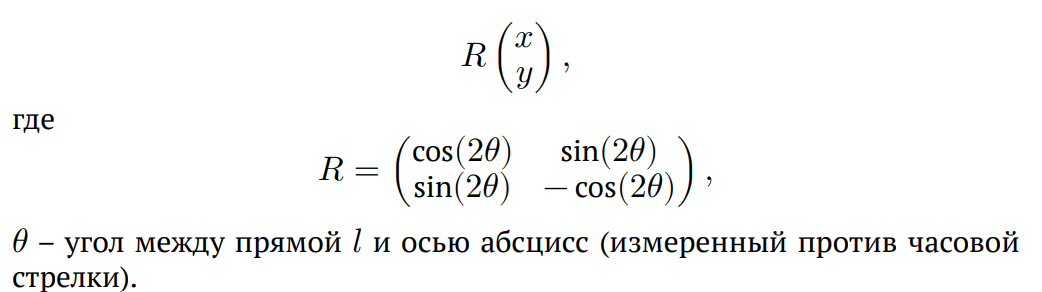 R (x
y),
где
R = (cos(2θ) sin(2θ)
sin(2θ) − cos(2θ)),
θ – угол между прямой l и осью абсцисс (измеренный против часовой
стрелки).